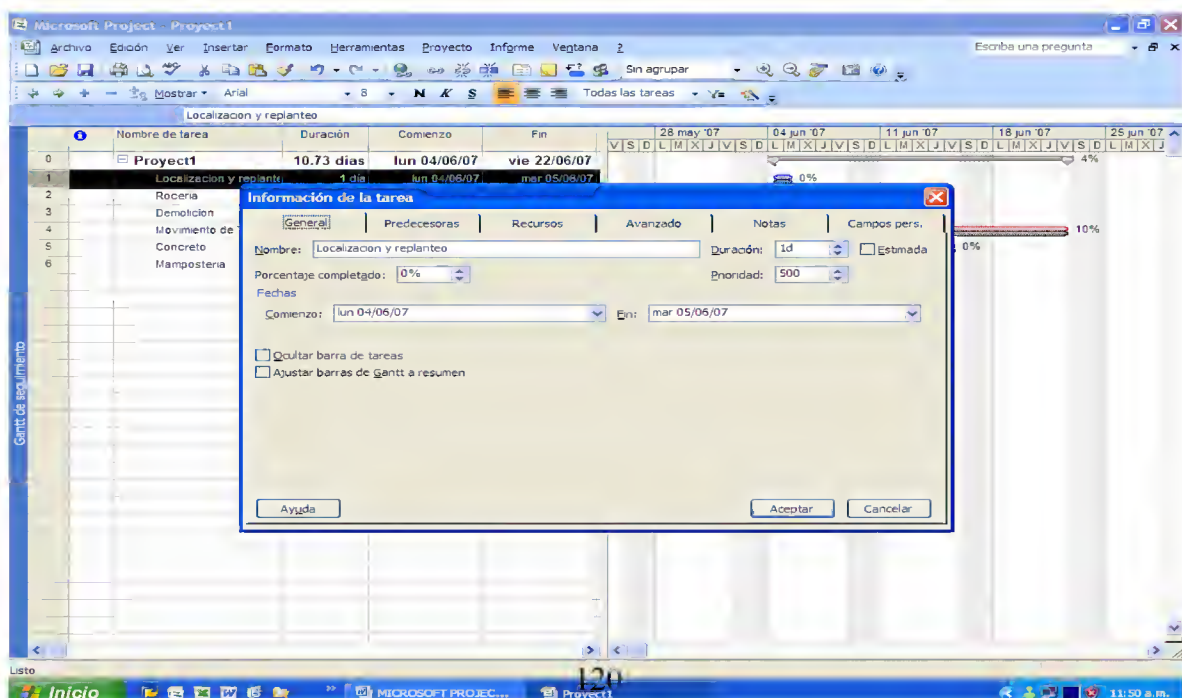 Microsoft Project - Proyect1
Archivo Edición Ver Insertar Formato Herramientas Proyecto Informe Ventana ? Escriba una pregunta
Sin agrupar
Mostrar Arial 8 N K S Todas las tareas
Localizacion y replanteo
Nombre de tarea Duración Comienzo Fin 28 may '07 04 jun '07 11 jun '07 18 jun '07 25 jun '07
V S D L M X J V S D L M X J V S D L M X J V S D L M X J V S D L M X J
0 Proyect1 10.73 dias lun 04/06/07 vie 22/06/07 4%
1 Localizacion y replante 1 dia lun 04/06/07 mar 05/06/07 0%
2 Roceria
3 Demolicion
4 Movimiento de 10%
5 Concreto 0%
6 Mamposteria
Información de la tarea
General Predecesoras Recursos Avanzado Notas Campos pers.
Nombre: Localizacion y replanteo Duración: 1d Estimada
Porcentaje completado: 0% Prioridad: 500
Fechas
Comienzo: lun 04/06/07 Fin: mar 05/06/07
Ocultar barra de tareas
Ajustar barras de Gantt a resumen
Ayuda Aceptar Cancelar
Gantt de seguimiento
Listo
120
Inicio MICROSOFT PROJEC... Proyect1 11:50 a.m.